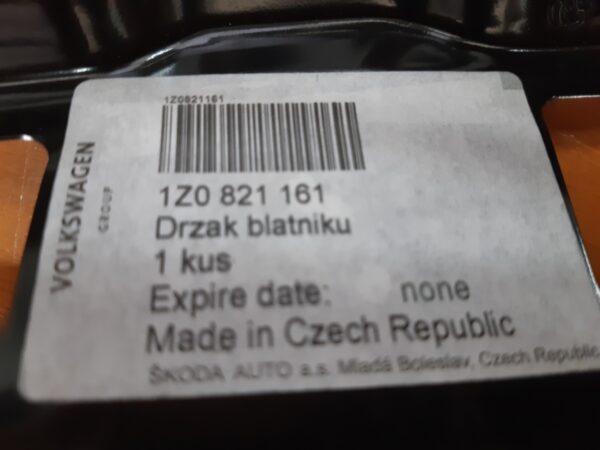 1Z0821161
VOLKSWAGEN
GROUP
1Z0 821 161
Drzak blatniku
1 kus
Expire date: none
Made in Czech Republic
ŠKODA AUTO a.s. Mladá Boleslav, Czech Republic